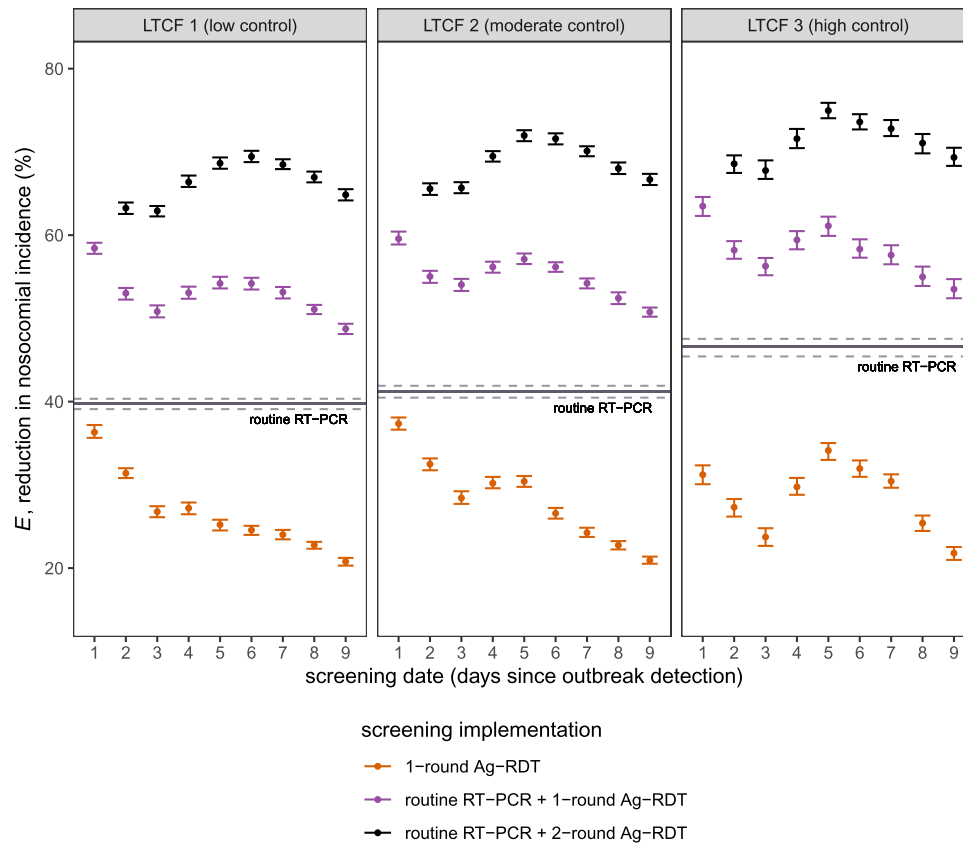 LTCF 1 (low control)
LTCF 2 (moderate control)
LTCF 3 (high control)
E, reduction in nosocomial incidence (%)
80
60
40
20
routine RT−PCR
routine RT−PCR
routine RT−PCR
1 2 3 4 5 6 7 8 9
1 2 3 4 5 6 7 8 9
1 2 3 4 5 6 7 8 9
screening date (days since outbreak detection)
screening implementation
1−round Ag−RDT
routine RT−PCR + 1−round Ag−RDT
routine RT−PCR + 2−round Ag−RDT